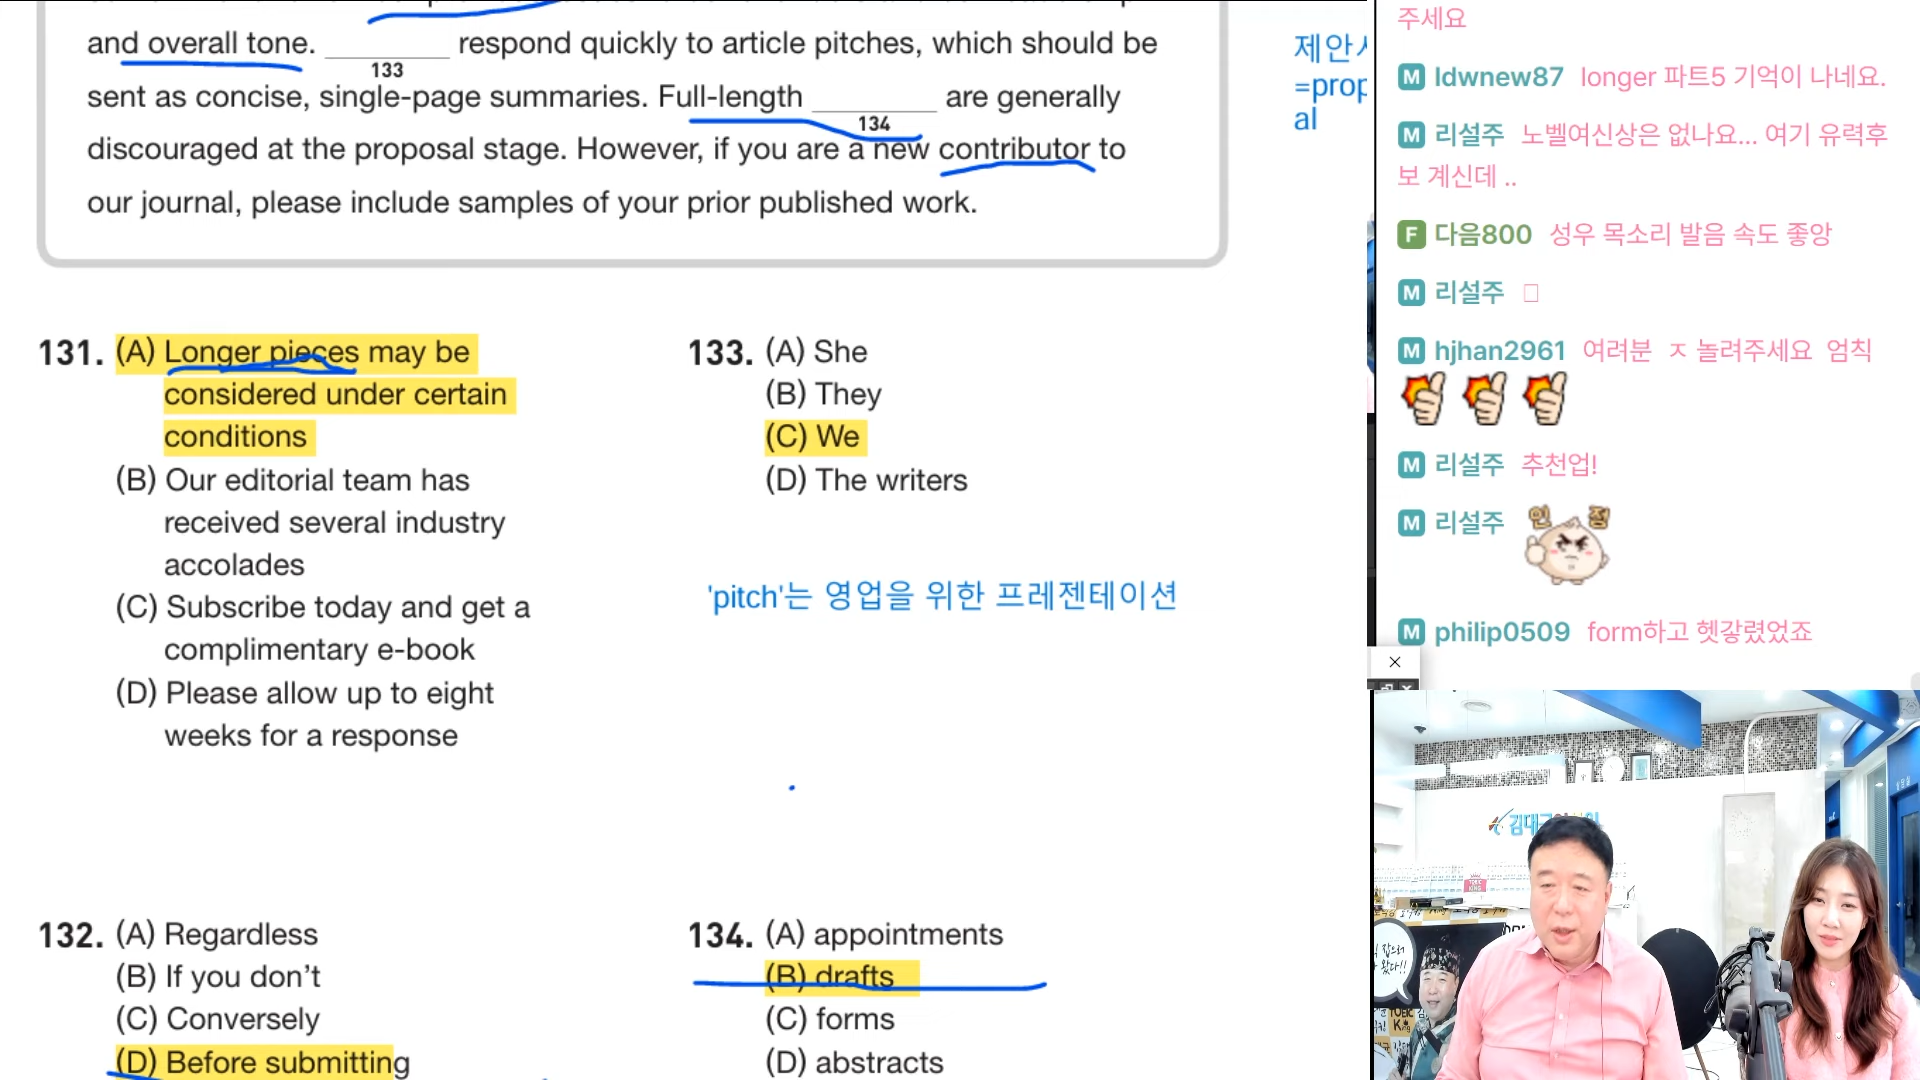 and overall tone. ________ respond quickly to article pitches, which should be
133
sent as concise, single-page summaries. Full-length ________ are generally
134
discouraged at the proposal stage. However, if you are a new contributor to
our journal, please include samples of your prior published work.
131. (A) Longer pieces may be
considered under certain
conditions
(B) Our editorial team has
received several industry
accolades
(C) Subscribe today and get a
complimentary e-book
(D) Please allow up to eight
weeks for a response
132. (A) Regardless
(B) If you don't
(C) Conversely
(D) Before submitting
133. (A) She
(B) They
(C) We
(D) The writers
'pitch'는 영업을 위한 프레젠테이션
134. (A) appointments
(B) drafts
(C) forms
(D) abstracts
=prop
al
주세요
M ldwnew87 longer 파트5 기억이 나네요.
M 리설주 노벨여신상은 없나요... 여기 유력후
보 계신데 ..
F 다음800 성우 목소리 발음 속도 좋앙
M 리설주
M hjhan2961 여려분 ㅈ 놀려주세요 엄칙
M 리설주 추천업!
M 리설주 인 정
M philip0509 form하고 헷갛렸었죠